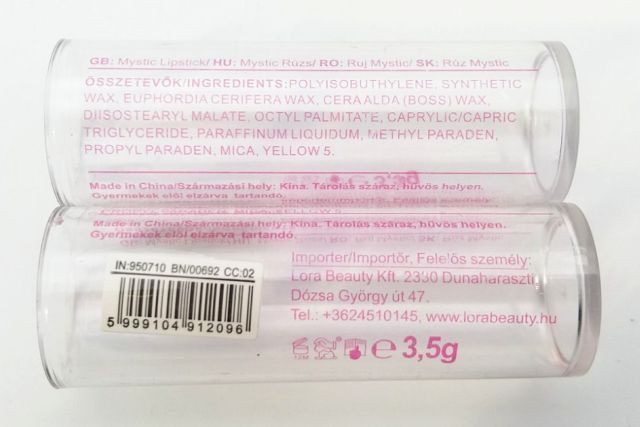 GB: Mystic Lipstick/ HU: Mystic Rúzs/ RO: Ruj Mystic/ SK: Rúz Mystic
ÖSSZETEVŐK/INGREDIENTS:POLYISOBUTHYLENE, SYNTHETIC
WAX, EUPHORDIA CERIFERA WAX, CERA ALDA (BOSS) WAX,
DIISOSTEARYL MALATE, OCTYL PALMITATE, CAPRYLIC/CAPRIC
TRIGLYCERIDE, PARAFFINUM LIQUIDUM, METHYL PARADEN,
PROPYL PARADEN, MICA, YELLOW 5.
Made in China/Származási hely: Kína. Tárolás száraz, hűvös helyen.
Gyermekek elől elzárva tartandó.
Made in China/Származási hely: Kína. Tárolás száraz, hűvös helyen.
Gyermekek elől elzárva tartandó.
IN:950710 BN/00692 CC:02
5 999104 912096
Importer/Importőr, Felelős személy:
Lora Beauty Kft. 2330 Dunaharaszti
Dózsa György út 47.
Tel.: +3624510145, www.lorabeauty.hu
12M e 3,5g